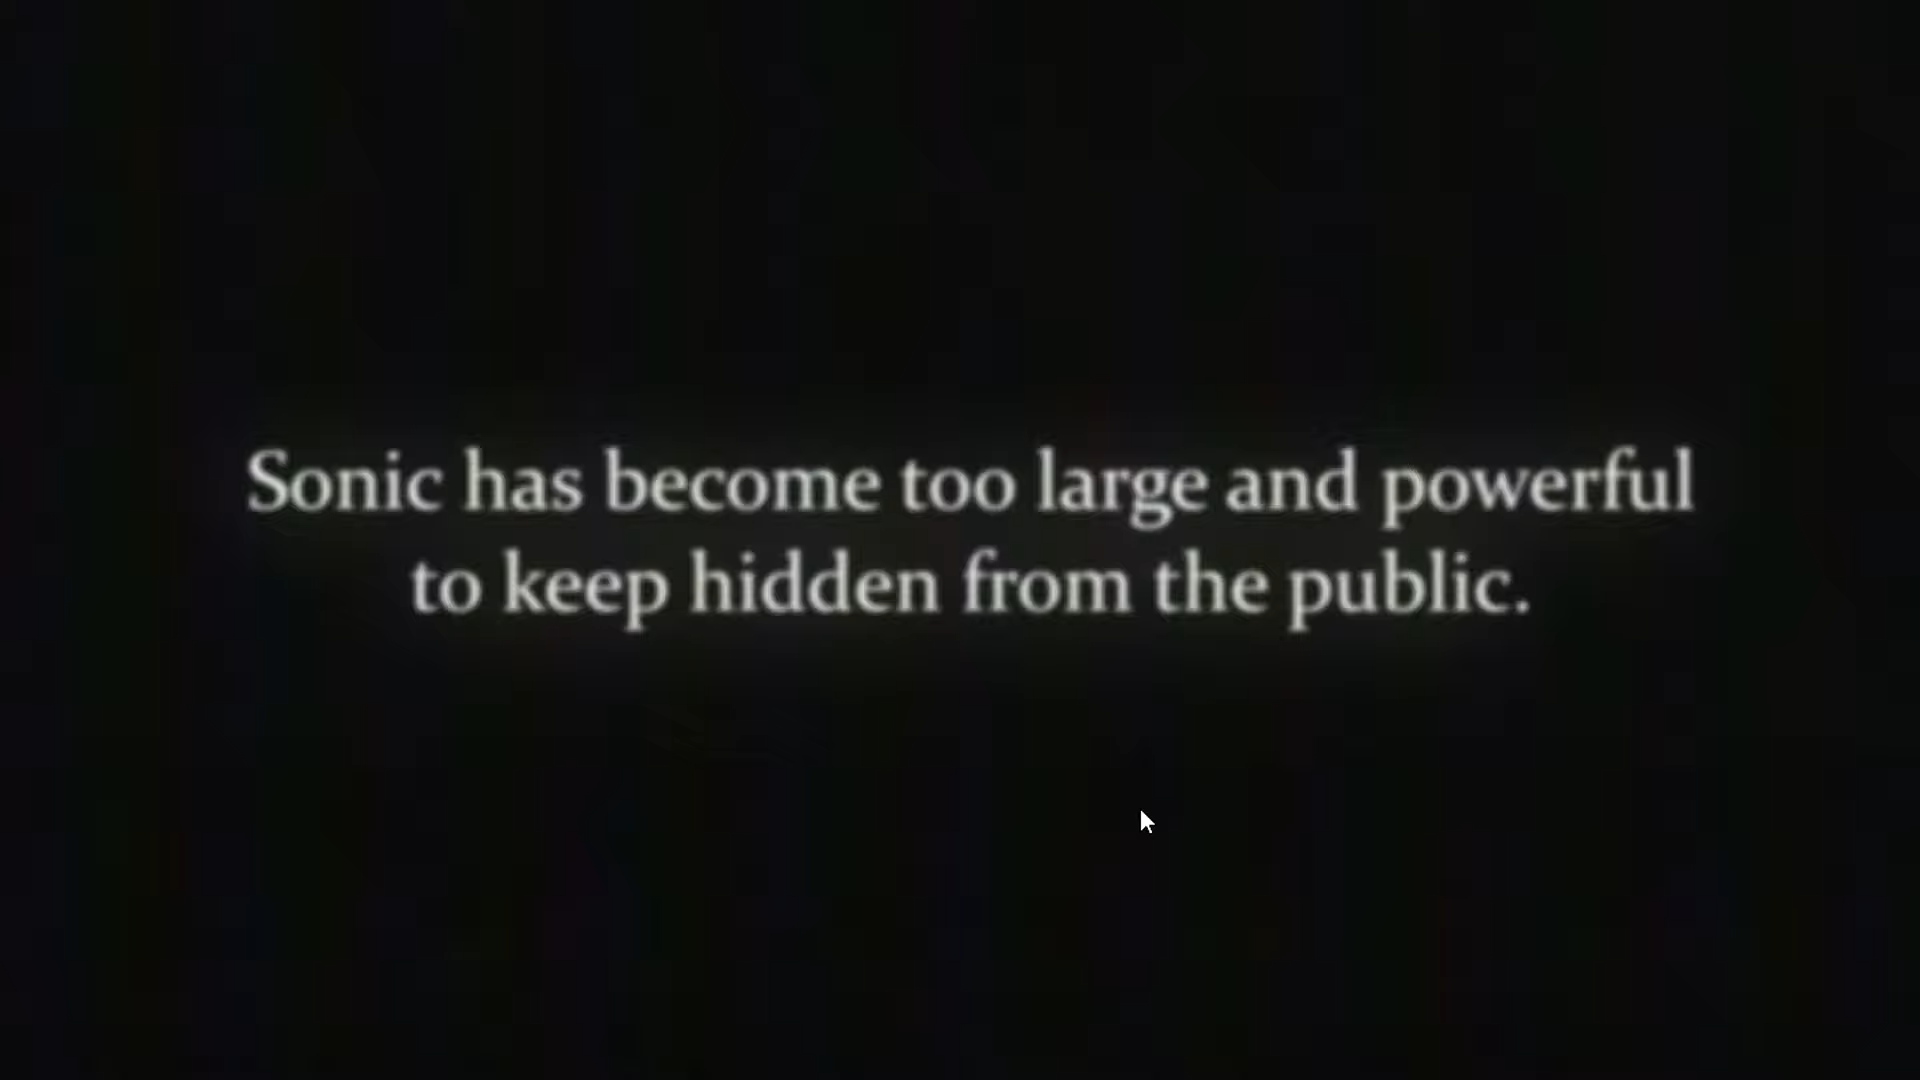 Sonic has become too large and powerful
to keep hidden from the public.